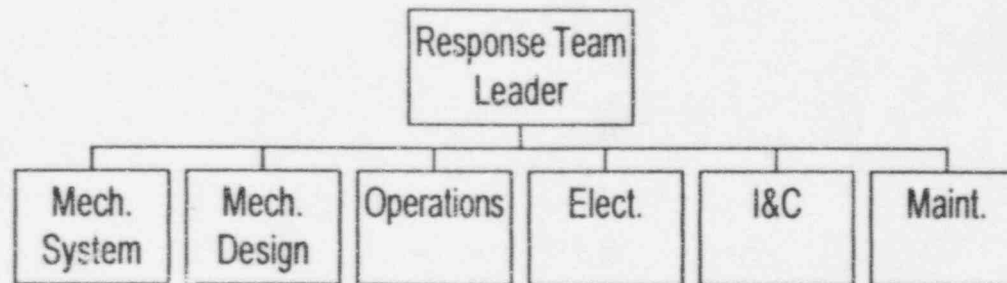 Response Team
Leader
Mech.
System
Mech.
Design
Operations
Elect.
I&C
Maint.